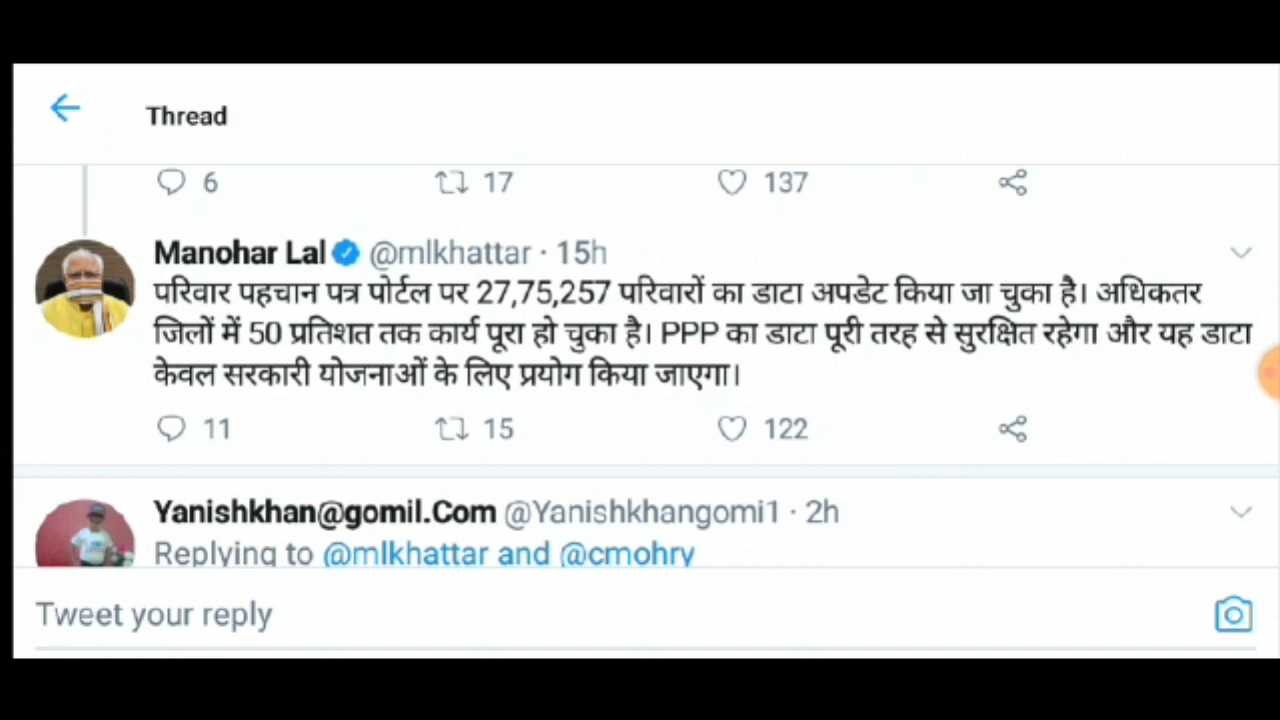 Thread
6 17 137
Manohar Lal @mlkhattar · 15h
परिवार पहचान पत्र पोर्टल पर 27,75,257 परिवारों का डाटा अपडेट किया जा चुका है। अधिकतर
जिलों में 50 प्रतिशत तक कार्य पूरा हो चुका है। PPP का डाटा पूरी तरह से सुरक्षित रहेगा और यह डाटा
केवल सरकारी योजनाओं के लिए प्रयोग किया जाएगा।
11 15 122
Yanishkhan@gomil.Com @Yanishkhangomi1 · 2h
Replying to @mlkhattar and @cmohry
Tweet your reply